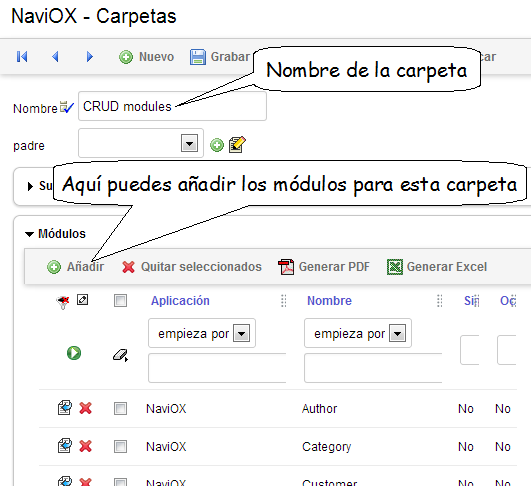 NaviOX - Carpetas
Nuevo Grabar car
Nombre de la carpeta
Nombre CRUD modules
padre
Su
Aquí puedes añadir los módulos para esta carpeta
Módulos
Añadir Quitar seleccionados Generar PDF Generar Excel
Aplicación Nombre Si Oc
empieza por empieza por
NaviOX Author No No
NaviOX Category No No
NaviOX Customer No No